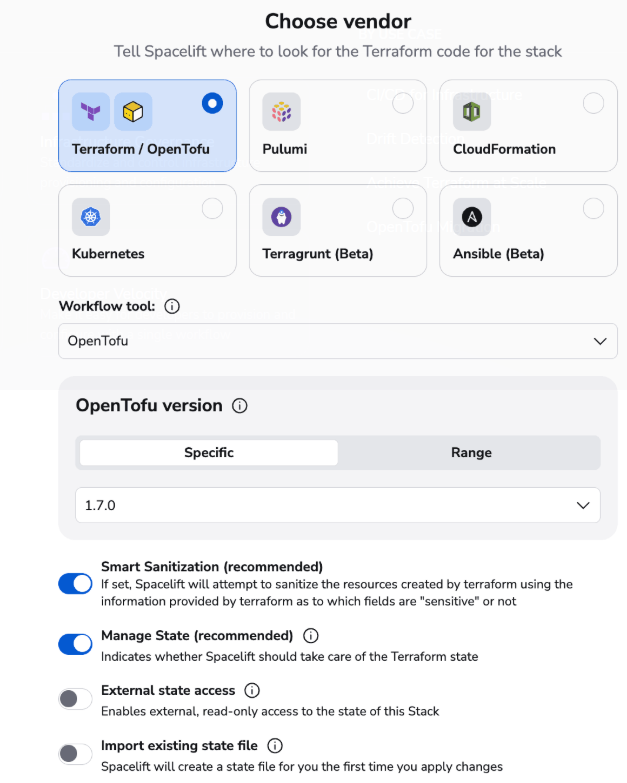 Choose vendor
Tell Spacelift where to look for the Terraform code for the stack
Terraform / OpenTofu
Pulumi
CloudFormation
Kubernetes
Terragrunt (Beta)
Ansible (Beta)
Workflow tool:
OpenTofu
OpenTofu version
Specific
Range
1.7.0
Smart Sanitization (recommended)
If set, Spacelift will attempt to sanitize the resources created by terraform using the
information provided by terraform as to which fields are "sensitive" or not
Manage State (recommended)
Indicates whether Spacelift should take care of the Terraform state
External state access
Enables external, read-only access to the state of this Stack
Import existing state file
Spacelift will create a state file for you the first time you apply changes